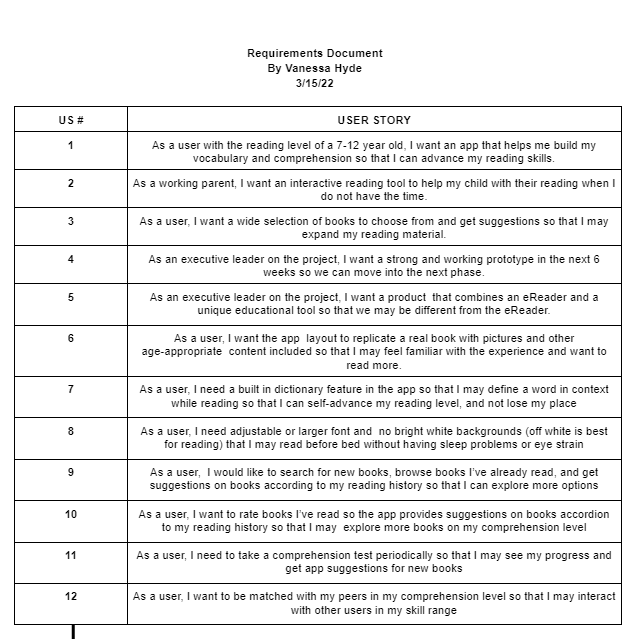 Requirements Document
By Vanessa Hyde
3/15/22
US # USER STORY
1 As a user with the reading level of a 7-12 year old, I want an app that helps me build my
vocabulary and comprehension so that I can advance my reading skills.
2 As a working parent, I want an interactive reading tool to help my child with their reading when I
do not have the time.
3 As a user, I want a wide selection of books to choose from and get suggestions so that I may
expand my reading material.
4 As an executive leader on the project, I want a strong and working prototype in the next 6
weeks so we can move into the next phase.
5 As an executive leader on the project, I want a product that combines an eReader and a
unique educational tool so that we may be different from the eReader.
6 As a user, I want the app layout to replicate a real book with pictures and other
age-appropriate content included so that I may feel familiar with the experience and want to
read more.
7 As a user, I need a built in dictionary feature in the app so that I may define a word in context
while reading so that I can self-advance my reading level, and not lose my place
8 As a user, I need adjustable or larger font and no bright white backgrounds (off white is best
for reading) that I may read before bed without having sleep problems or eye strain
9 As a user, I would like to search for new books, browse books I've already read, and get
suggestions on books according to my reading history so that I can explore more options
10 As a user, I want to rate books I've read so the app provides suggestions on books accordion
to my reading history so that I may explore more books on my comprehension level
11 As a user, I need to take a comprehension test periodically so that I may see my progress and
get app suggestions for new books
12 As a user, I want to be matched with my peers in my comprehension level so that I may interact
with other users in my skill range